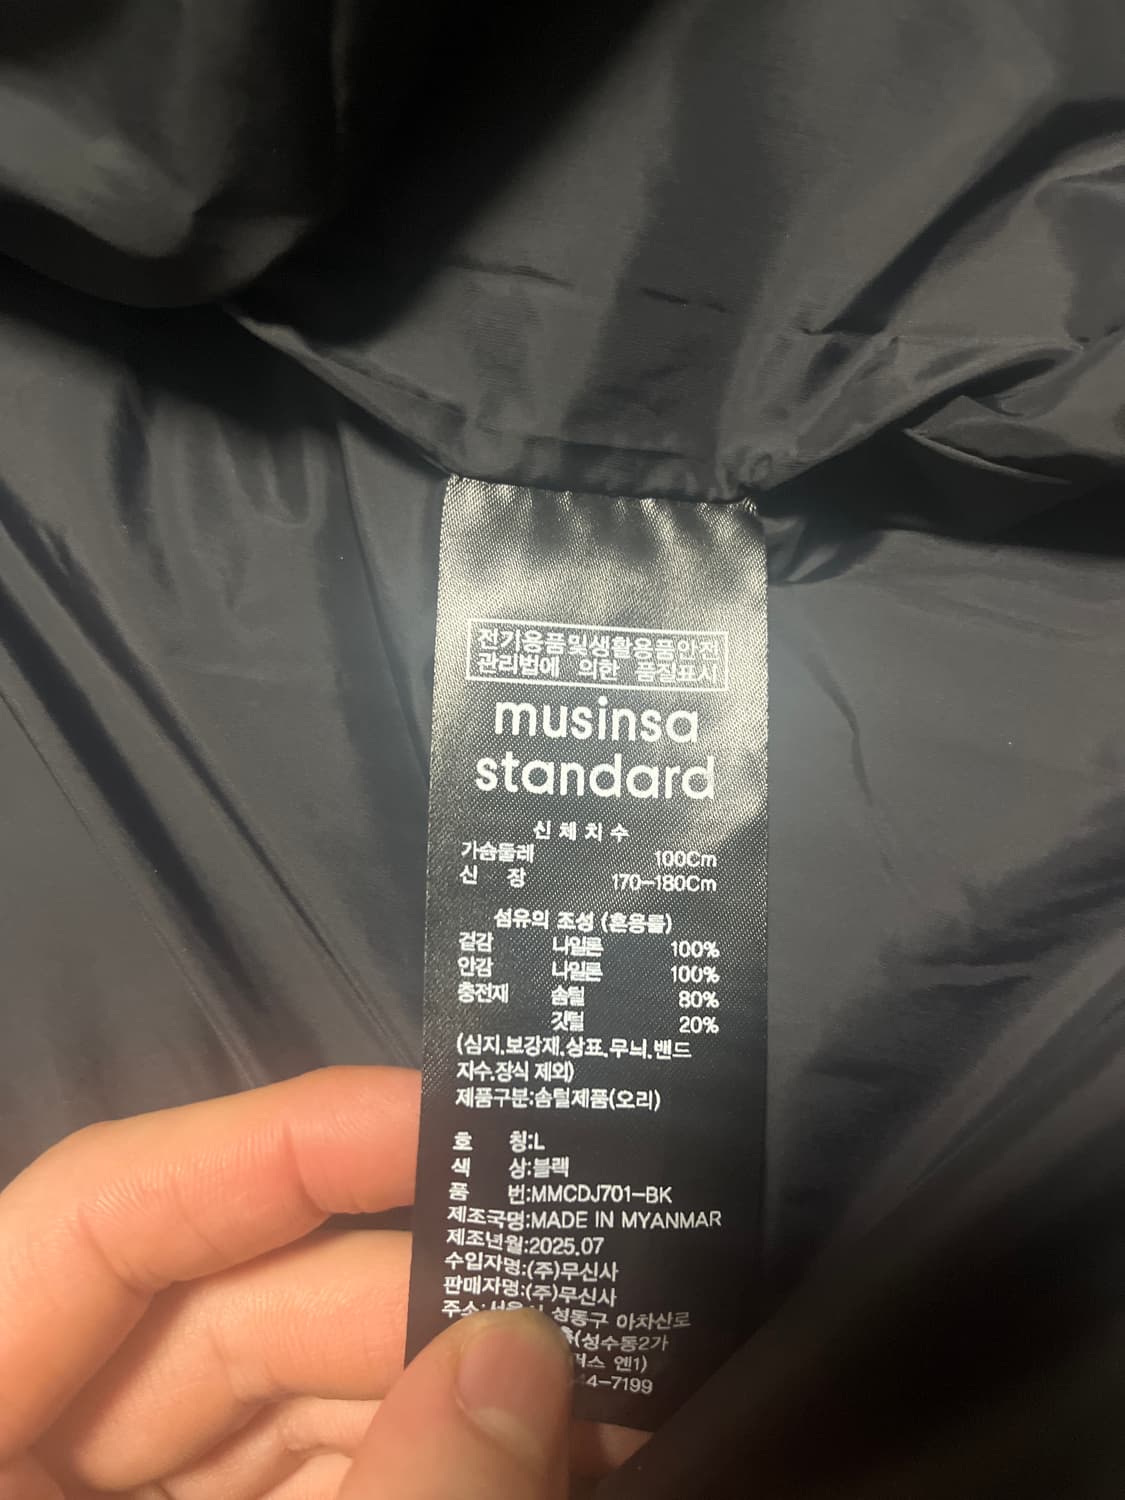 전기용품및생활용품안전
관리법에 의한 품질표시
musinsa
standard
신체치수
가슴둘레 100Cm
신 장 170-180Cm
섬유의 조성 (혼용률)
겉감 나일론 100%
안감 나일론 100%
충전재 솜털 80%
깃털 20%
(심지.보강재.상표.무늬.밴드
자수.장식 제외)
제품구분:솜털제품(오리)
호 칭:L
색 상:블랙
품 번:MMCDJ701-BK
제조국명:MADE IN MYANMAR
제조년월:2025.07
수입자명:(주)무신사
판매자명:(주)무신사
주소: 성동구 아차산로
(성수동2가
엔1)
44-7199